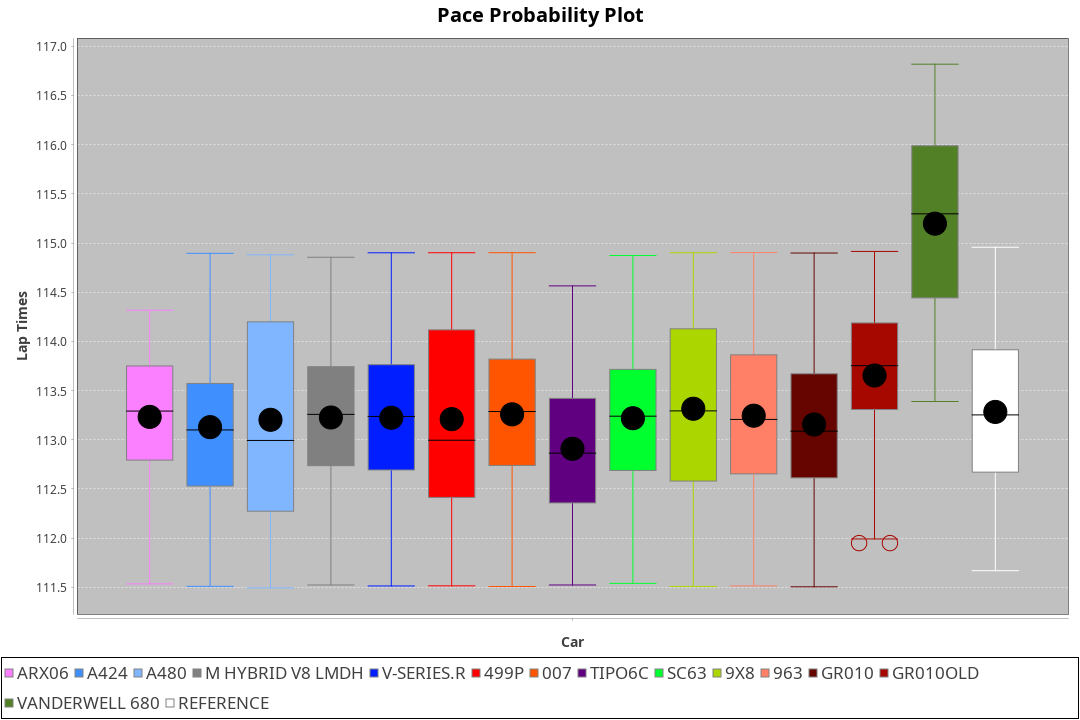 Pace Probability Plot
117.0
116.5
116.0
115.5
115.0
114.5
114.0
113.5
113.0
112.5
112.0
111.5
Lap Times
Car
ARX06 A424 A480 M HYBRID V8 LMDH V-SERIES.R 499P 007 TIPO6C SC63 9X8 963 GR010 GR010OLD
VANDERWELL 680 REFERENCE